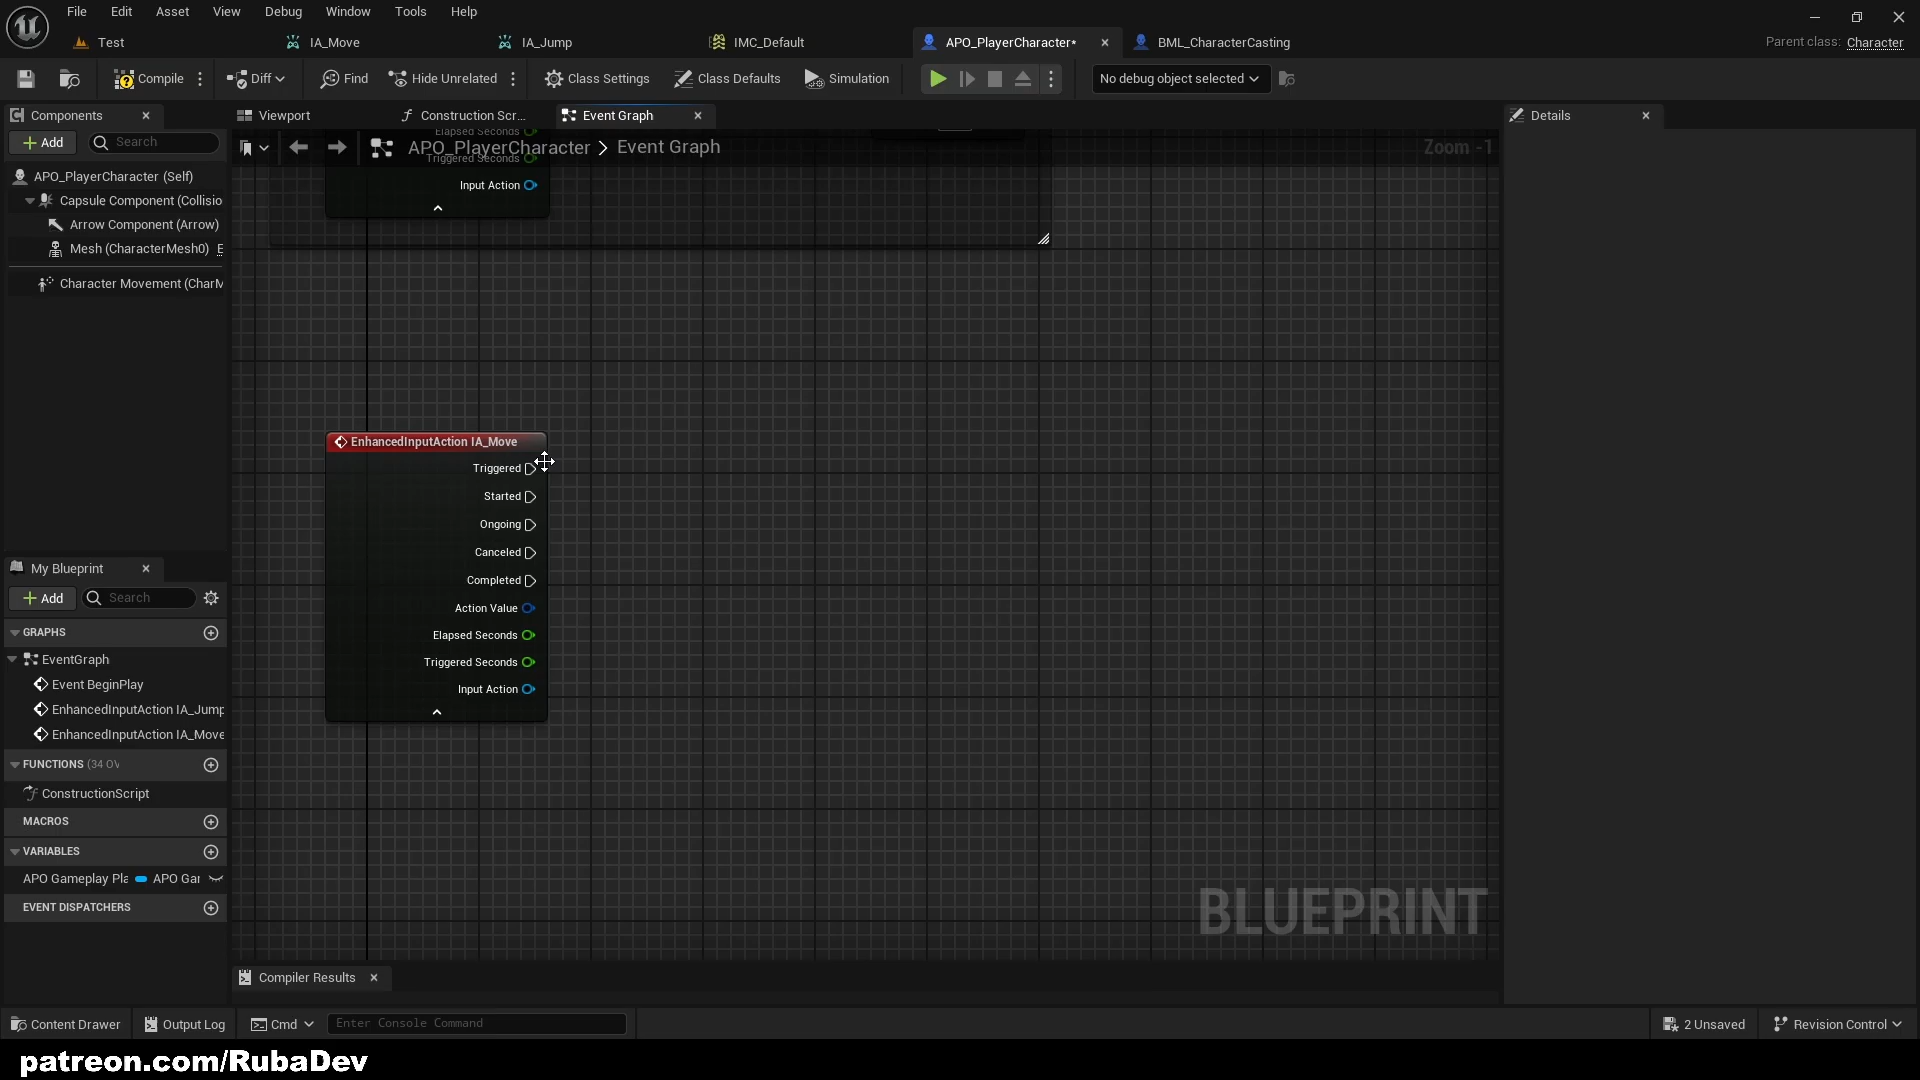 File Edit Asset View Debug Window Tools Help
Test IA_Move IA_Jump IMC_Default APO_PlayerCharacter* BML_CharacterCasting Parent class: Character
Compile Diff Find Hide Unrelated Class Settings Class Defaults Simulation No debug object selected
Components Viewport Construction Scr... Event Graph Details
Add Search
APO_PlayerCharacter > Event Graph Zoom -1
Elapsed Seconds
Triggered Seconds
Input Action
APO_PlayerCharacter (Self)
Capsule Component (Collisio
Arrow Component (Arrow)
Mesh (CharacterMesh0) E
Character Movement (CharM
EnhancedInputAction IA_Move
Triggered
Started
Ongoing
Canceled
Completed
Action Value
Elapsed Seconds
Triggered Seconds
Input Action
My Blueprint
Add Search
GRAPHS
EventGraph
Event BeginPlay
EnhancedInputAction IA_Jump
EnhancedInputAction IA_Move
FUNCTIONS (34 OV
ConstructionScript
MACROS
VARIABLES
APO Gameplay Pla APO Gar
EVENT DISPATCHERS
BLUEPRINT
Compiler Results
Content Drawer Output Log Cmd Enter Console Command 2 Unsaved Revision Control
patreon.com/RubaDev